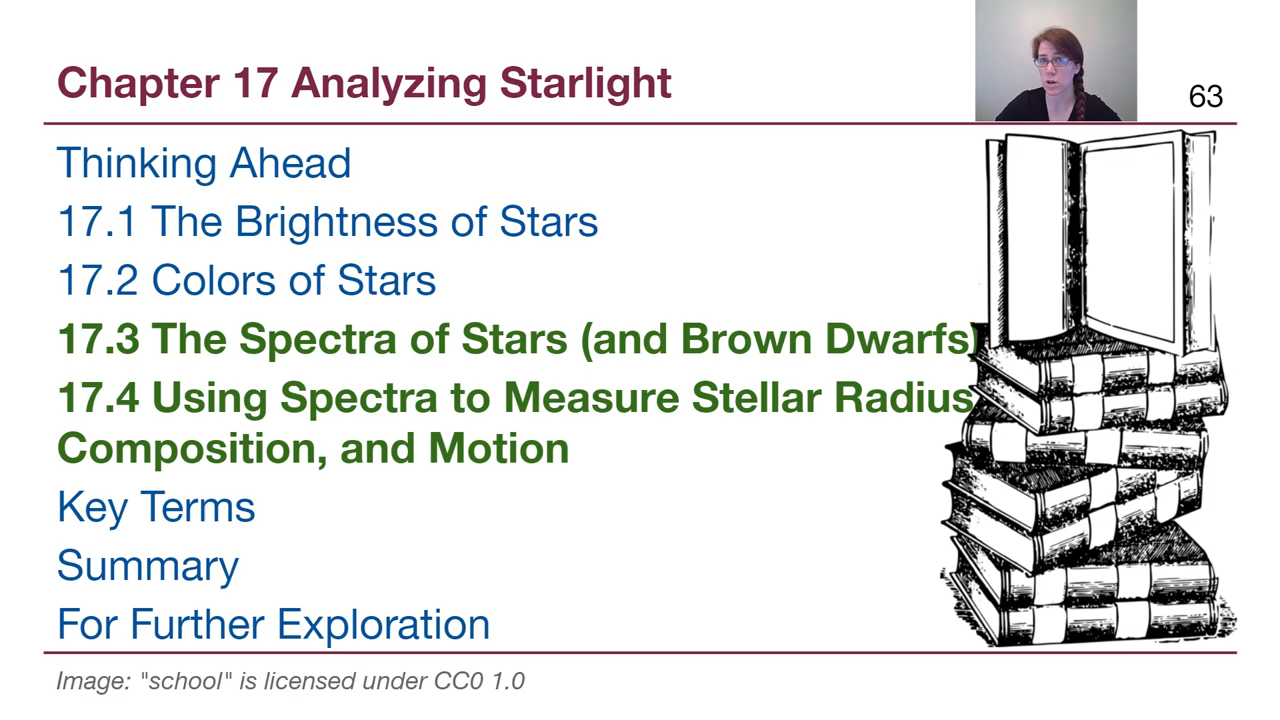 Chapter 17 Analyzing Starlight
63
Thinking Ahead
17.1 The Brightness of Stars
17.2 Colors of Stars
17.3 The Spectra of Stars (and Brown Dwarfs)
17.4 Using Spectra to Measure Stellar Radius
Composition, and Motion
Key Terms
Summary
For Further Exploration
Image: "school" is licensed under CC0 1.0